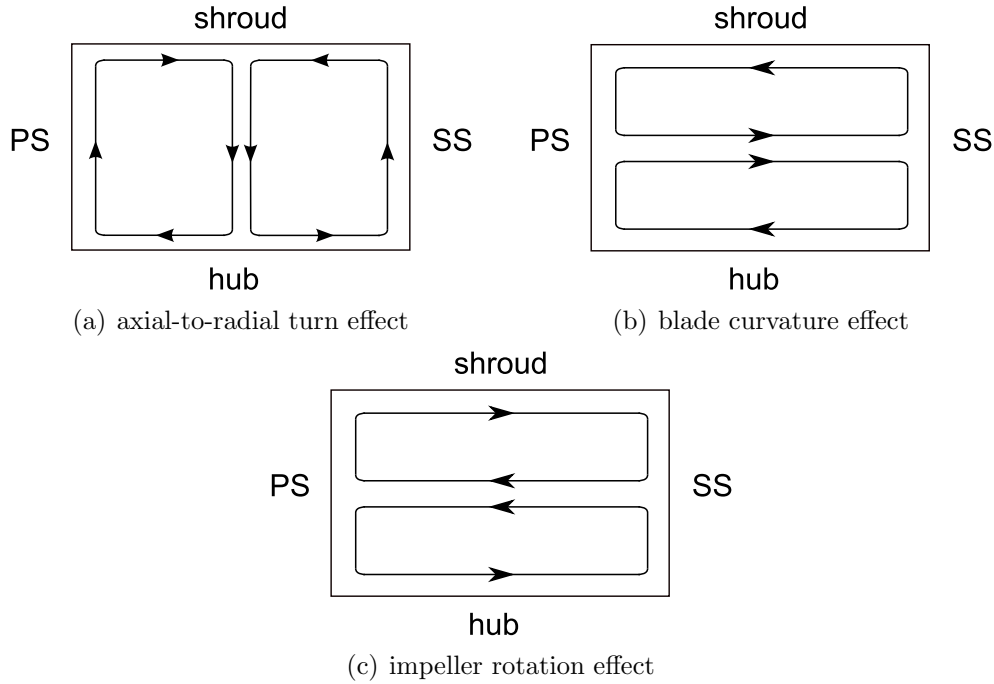 shroud
PS
SS
hub
(a) axial-to-radial turn effect
shroud
PS
SS
hub
(b) blade curvature effect
shroud
PS
SS
hub
(c) impeller rotation effect